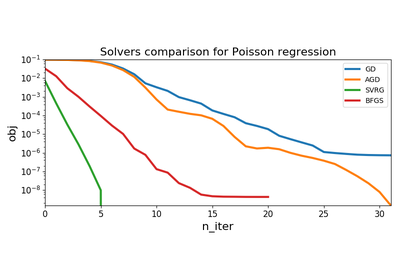 Solvers comparison for Poisson regression
10⁻¹
10⁻²
10⁻³
10⁻⁴
10⁻⁵
10⁻⁶
10⁻⁷
10⁻⁸
obj
GD
AGD
SVRG
BFGS
0 5 10 15 20 25 30
n_iter